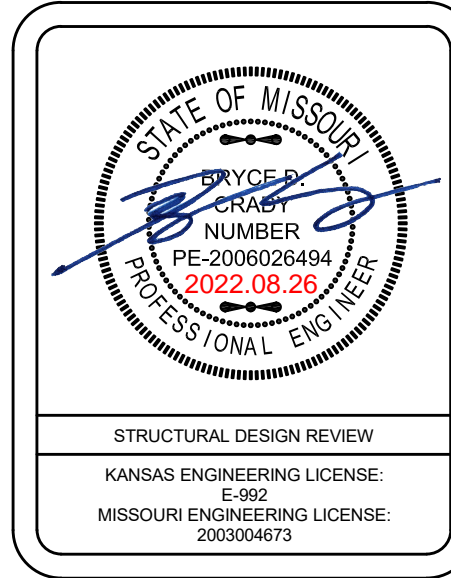 STATE OF MISSOURI
BRYCE D.
CRADY
NUMBER
PE-2006026494
2022.08.26
PROFESSIONAL ENGINEER
STRUCTURAL DESIGN REVIEW
KANSAS ENGINEERING LICENSE:
E-992
MISSOURI ENGINEERING LICENSE:
2003004673